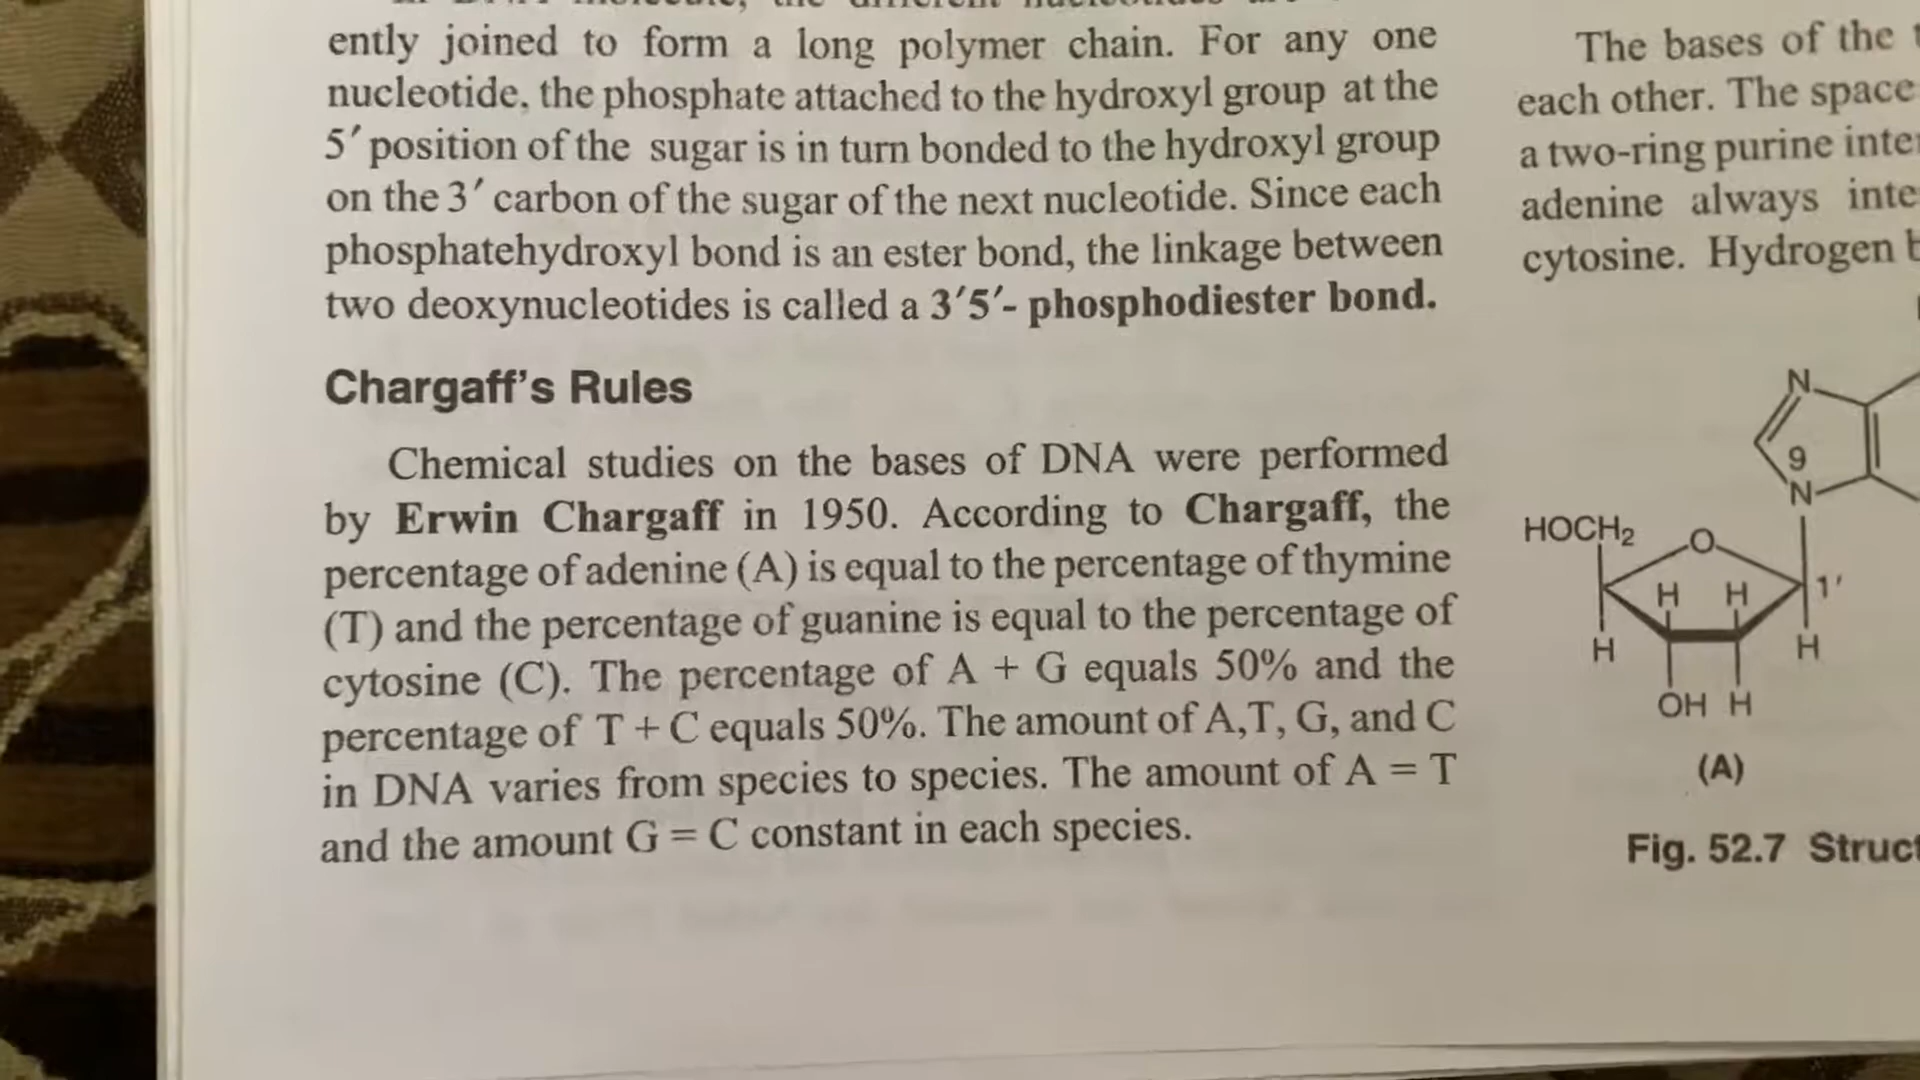 ently joined to form a long polymer chain. For any one
nucleotide, the phosphate attached to the hydroxyl group at the
5′ position of the sugar is in turn bonded to the hydroxyl group
on the 3′ carbon of the sugar of the next nucleotide. Since each
phosphatehydroxyl bond is an ester bond, the linkage between
two deoxynucleotides is called a 3′5′- phosphodiester bond.
Chargaff's Rules
Chemical studies on the bases of DNA were performed
by Erwin Chargaff in 1950. According to Chargaff, the
percentage of adenine (A) is equal to the percentage of thymine
(T) and the percentage of guanine is equal to the percentage of
cytosine (C). The percentage of A + G equals 50% and the
percentage of T + C equals 50%. The amount of A,T, G, and C
in DNA varies from species to species. The amount of A = T
and the amount G = C constant in each species.
The bases of the
each other. The space
a two-ring purine
adenine always
cytosine. Hydrogen
N
9
N
HOCH₂
O
H H 1′
H H
OH H
(A)
Fig. 52.7